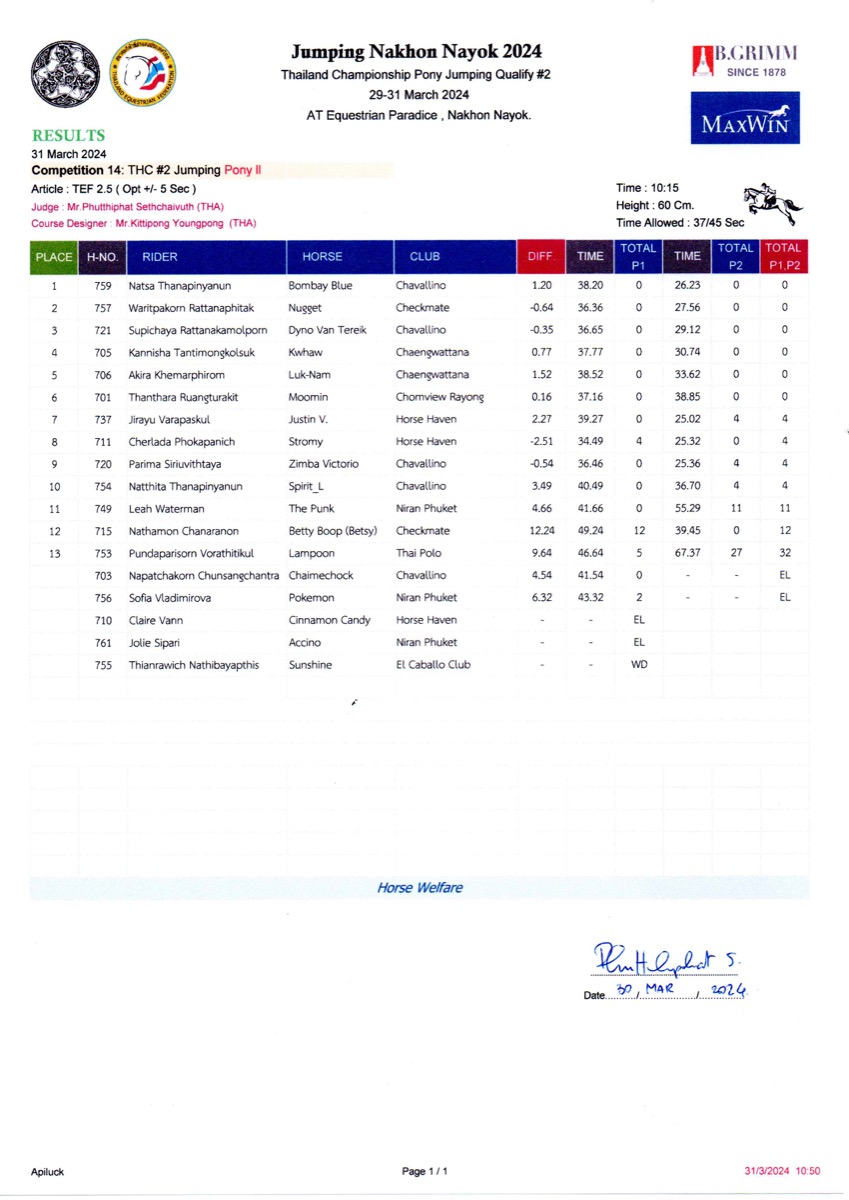 Jumping Nakhon Nayok 2024
Thailand Championship Pony Jumping Qualify #2
29-31 March 2024
AT Equestrian Paradice , Nakhon Nayok.
B.GRIMM
SINCE 1878
MAXWIN
THAILAND EQUESTRIAN FEDERATION
RESULTS
31 March 2024
Competition 14: THC #2 Jumping Pony II
Article : TEF 2.5 ( Opt +/- 5 Sec )
Judge : Mr.Phutthiphat Sethchaivuth (THA)
Course Designer : Mr.Kittipong Youngpong (THA)
Time : 10:15
Height : 60 Cm.
Time Allowed : 37/45 Sec
PLACE H-NO. RIDER HORSE CLUB DIFF. TIME TOTAL P1 TIME TOTAL P2 TOTAL P1,P2
1 759 Natsa Thanapinyanun Bombay Blue Chavallino 1.20 38.20 0 26.23 0 0
2 757 Waritpakorn Rattanaphitak Nugget Checkmate -0.64 36.36 0 27.56 0 0
3 721 Supichaya Rattanakamolporn Dyno Van Tereik Chavallino -0.35 36.65 0 29.12 0 0
4 705 Kannisha Tantimongkolsuk Kwhaw Chaengwattana 0.77 37.77 0 30.74 0 0
5 706 Akira Khemarphirom Luk-Nam Chaengwattana 1.52 38.52 0 33.62 0 0
6 701 Thanthara Ruangturakit Moomin Chomview Rayong 0.16 37.16 0 38.85 0 0
7 737 Jirayu Varapaskul Justin V. Horse Haven 2.27 39.27 0 25.02 4 4
8 711 Cherlada Phokapanich Stromy Horse Haven -2.51 34.49 4 25.32 0 4
9 720 Parima Siriuvithtaya Zimba Victorio Chavallino -0.54 36.46 0 25.36 4 4
10 754 Natthita Thanapinyanun Spirit_L Chavallino 3.49 40.49 0 36.70 4 4
11 749 Leah Waterman The Punk Niran Phuket 4.66 41.66 0 55.29 11 11
12 715 Nathamon Chanaranon Betty Boop (Betsy) Checkmate 12.24 49.24 12 39.45 0 12
13 753 Pundaparisorn Vorathitikul Lampoon Thai Polo 9.64 46.64 5 67.37 27 32
703 Napatchakorn Chunsangchantra Chaimechock Chavallino 4.54 41.54 0 - - EL
756 Sofia Vladimirova Pokemon Niran Phuket 6.32 43.32 2 - - EL
710 Claire Vann Cinnamon Candy Horse Haven - - EL
761 Jolie Sipari Accino Niran Phuket - - EL
755 Thianrawich Nathibayapthis Sunshine El Caballo Club - - WD
Horse Welfare
Phutthiphat S.
Date 30 / MAR / 2024
Apiluck
Page 1 / 1
31/3/2024 10:50